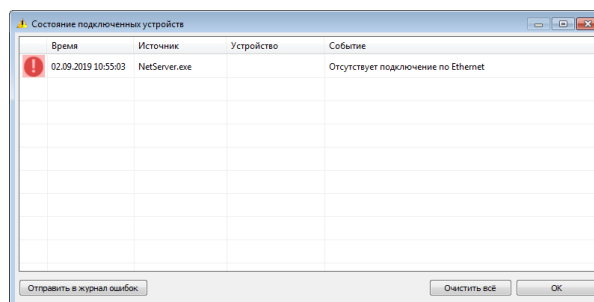 Состояние подключенных устройств
Время Источник Устройство Событие
02.09.2019 10:55:03 NetServer.exe Отсутствует подключение по Ethernet
Отправить в журнал ошибок Очистить всё OK